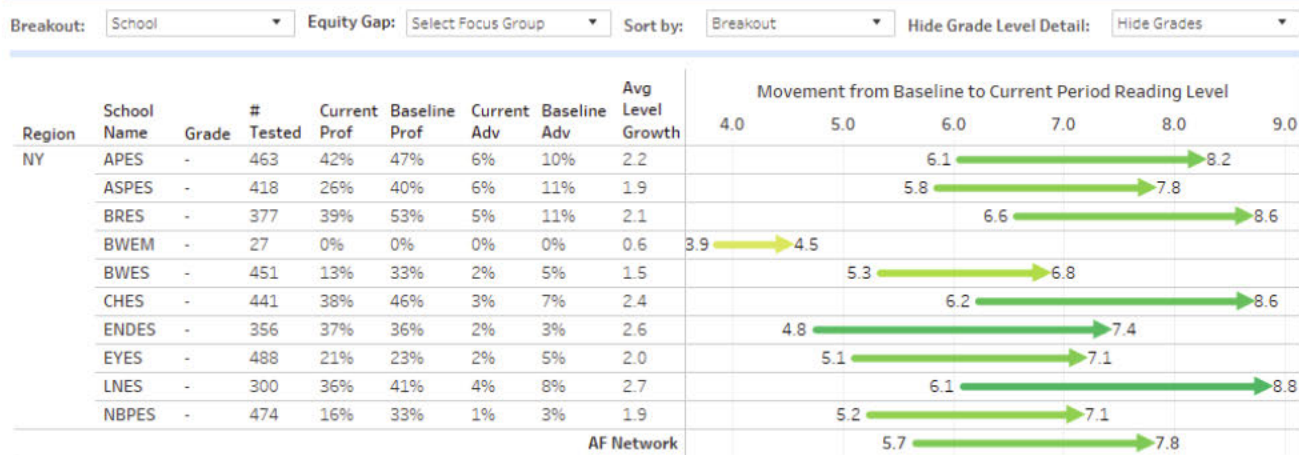 Breakout: School Equity Gap: Select Focus Group Sort by: Breakout Hide Grade Level Detail: Hide Grades
Region School Name Grade # Tested Current Prof Baseline Prof Current Adv Baseline Adv Avg Level Growth Movement from Baseline to Current Period Reading Level
4.0 5.0 6.0 7.0 8.0 9.0
NY APES - 463 42% 47% 6% 10% 2.2 6.1 8.2
ASPES - 418 26% 40% 6% 11% 1.9 5.8 7.8
BRES - 377 39% 53% 5% 11% 2.1 6.6 8.6
BWEM - 27 0% 0% 0% 0% 0.6 3.9 4.5
BWES - 451 13% 33% 2% 5% 1.5 5.3 6.8
CHES - 441 38% 46% 3% 7% 2.4 6.2 8.6
ENDES - 356 37% 36% 2% 3% 2.6 4.8 7.4
EYES - 488 21% 23% 2% 5% 2.0 5.1 7.1
LNES - 300 36% 41% 4% 8% 2.7 6.1 8.8
NBPES - 474 16% 33% 1% 3% 1.9 5.2 7.1
AF Network 5.7 7.8